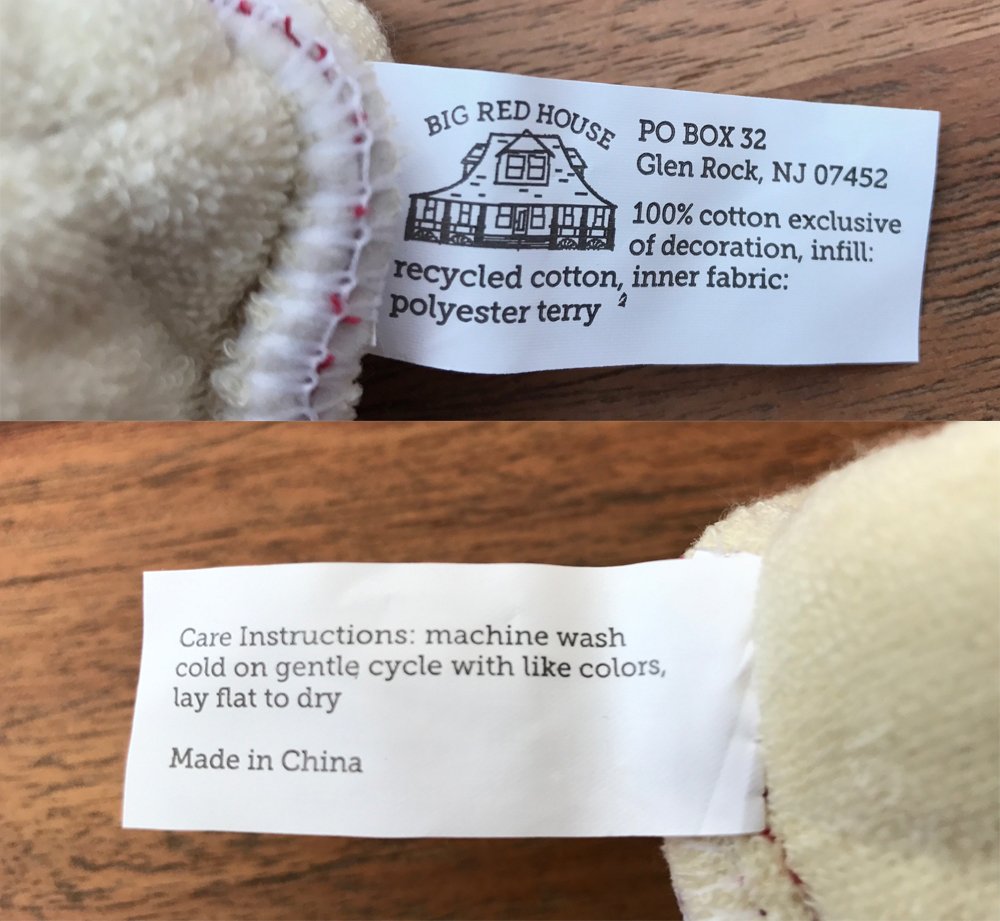 BIG RED HOUSE
PO BOX 32
Glen Rock, NJ 07452
100% cotton exclusive
of decoration, infill:
recycled cotton, inner fabric:
polyester terry
Care Instructions: machine wash
cold on gentle cycle with like colors,
lay flat to dry
Made in China